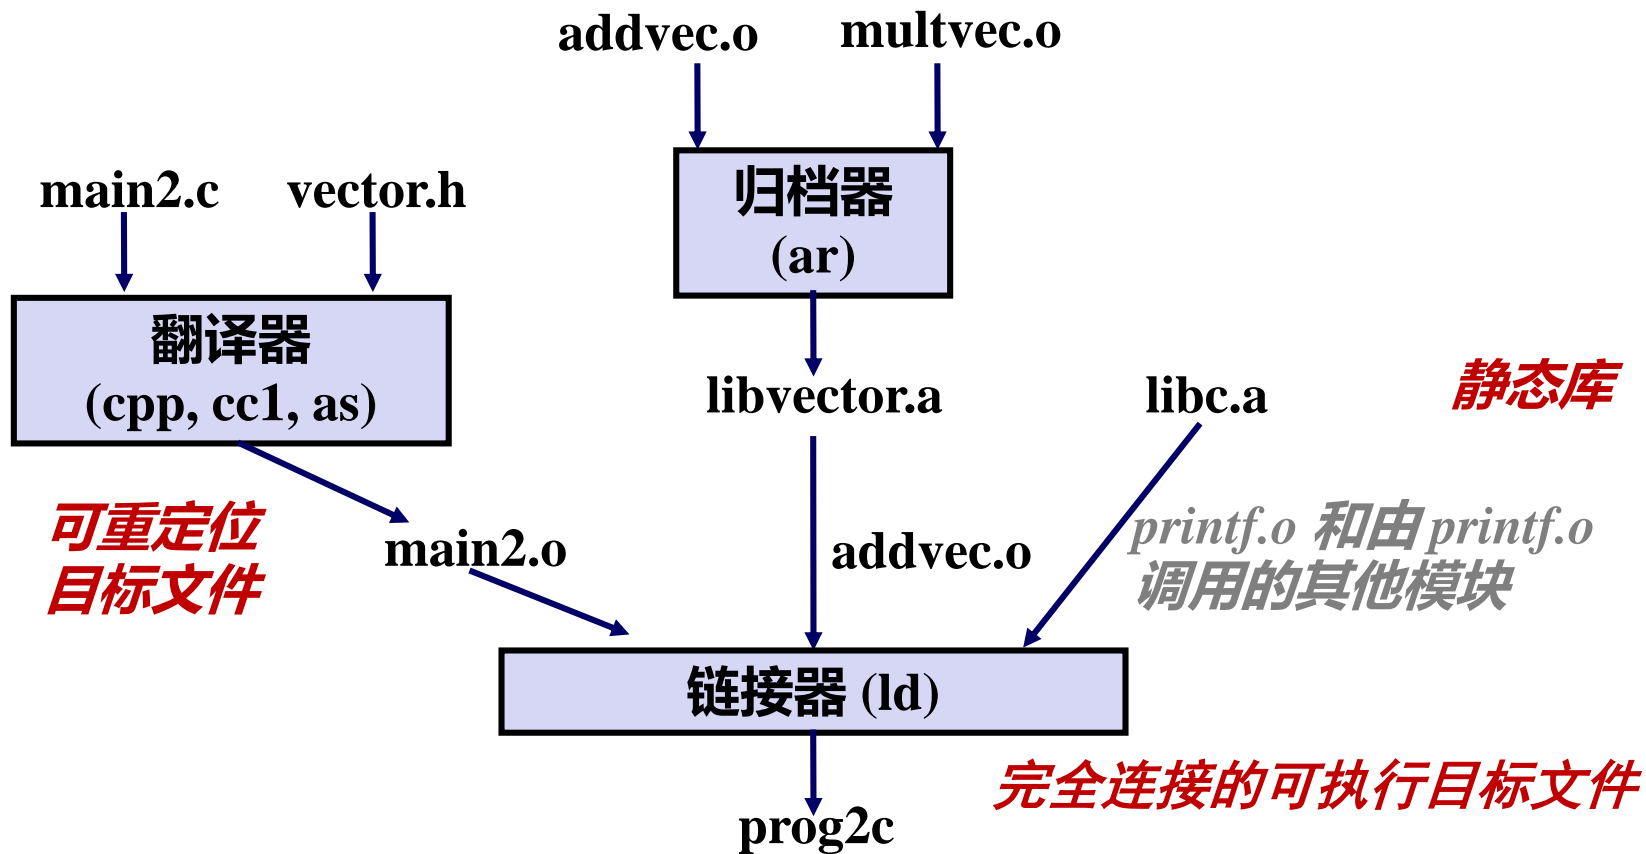 addvec.o
multvec.o
main2.c
vector.h
归档器
(ar)
翻译器
(cpp, cc1, as)
libvector.a
libc.a
静态库
可重定位
目标文件
main2.o
addvec.o
printf.o 和由 printf.o
调用的其他模块
链接器 (ld)
完全连接的可执行目标文件
prog2c